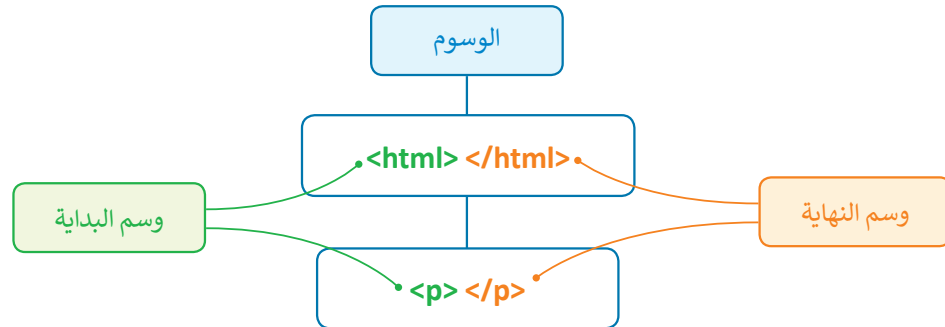 الوسوم
<html> </html>
وسم البداية
وسم النهاية
<p> </p>